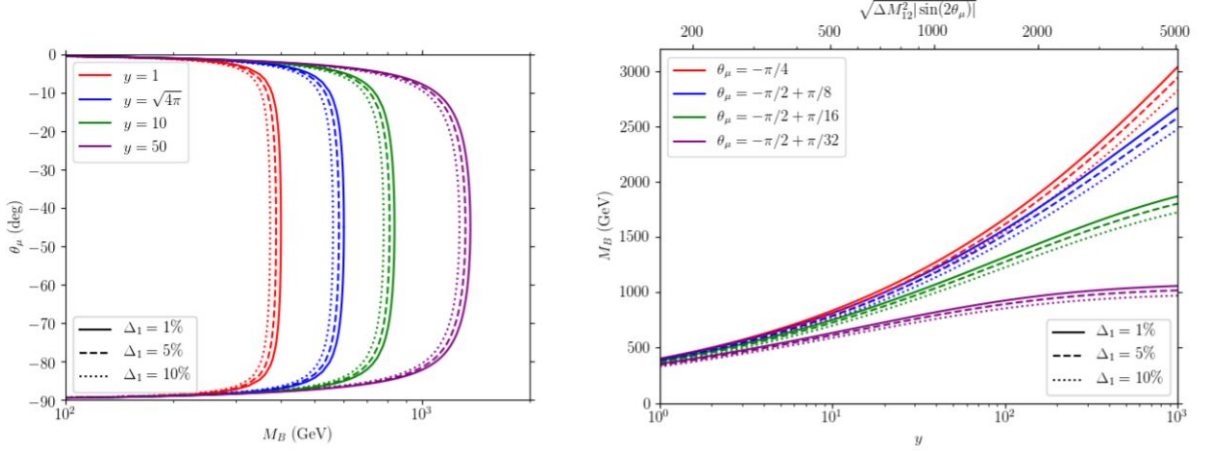 0
−10
−20
−30
−40
−50
−60
−70
−80
−90
θμ (deg)
y = 1
y = √4π
y = 10
y = 50
Δ₁ = 1%
Δ₁ = 5%
Δ₁ = 10%
10² 10³
M_B (GeV)
√ΔM²₁₂|sin(2θμ)|
200 500 1000 2000 5000
3000
2500
2000
1500
1000
500
0
M_B (GeV)
θμ = −π/4
θμ = −π/2 + π/8
θμ = −π/2 + π/16
θμ = −π/2 + π/32
Δ₁ = 1%
Δ₁ = 5%
Δ₁ = 10%
10⁰ 10¹ 10² 10³
y